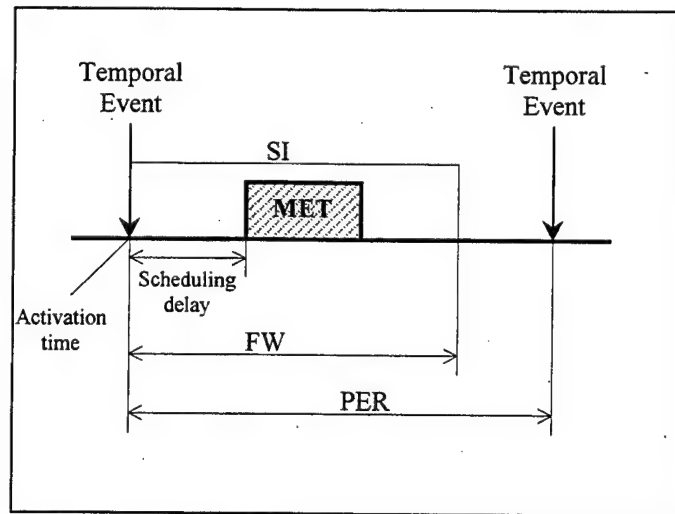 Temporal
Event
Temporal
Event
SI
MET
Scheduling
delay
Activation
time
FW
PER